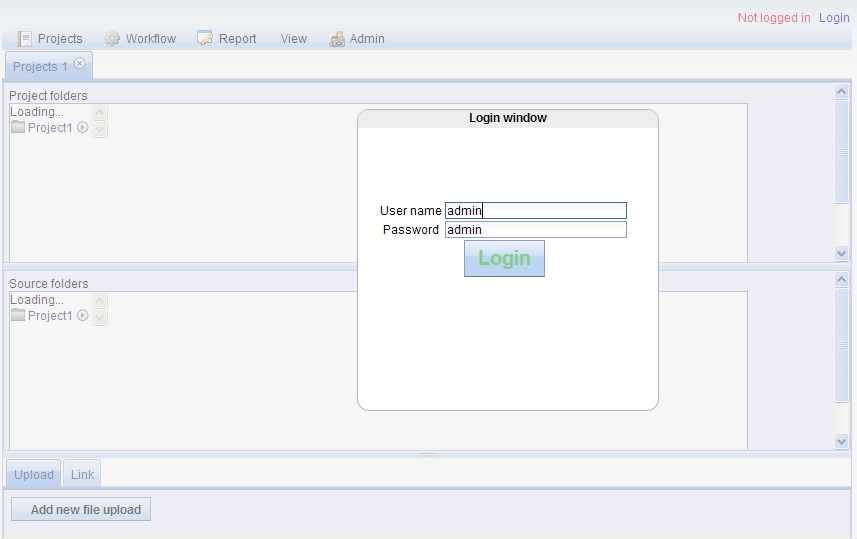 Not logged in Login
Projects Workflow Report View Admin
Projects 1
Project folders
Loading...
Project1
Login window
User name admin
Password admin
Login
Source folders
Loading...
Project1
Upload Link
Add new file upload